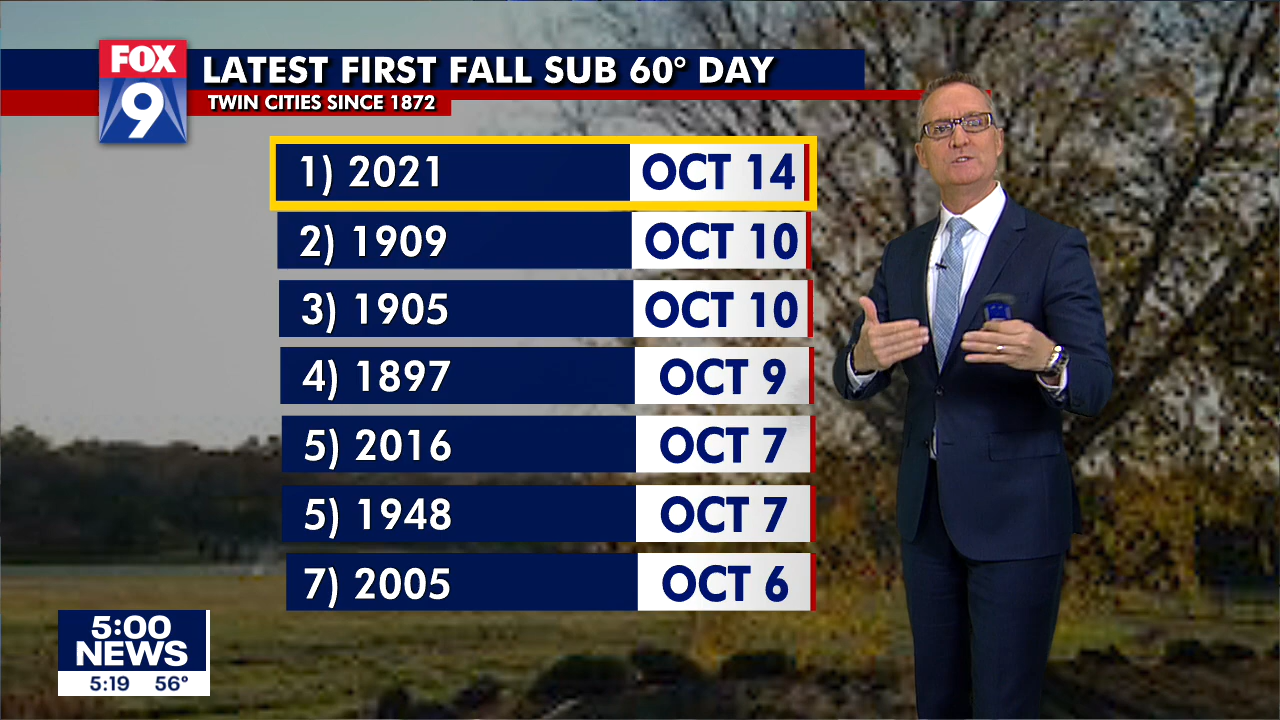 FOX
9
LATEST FIRST FALL SUB 60° DAY
TWIN CITIES SINCE 1872
1) 2021 OCT 14
2) 1909 OCT 10
3) 1905 OCT 10
4) 1897 OCT 9
5) 2016 OCT 7
5) 1948 OCT 7
7) 2005 OCT 6
5:00
NEWS
5:19 56°